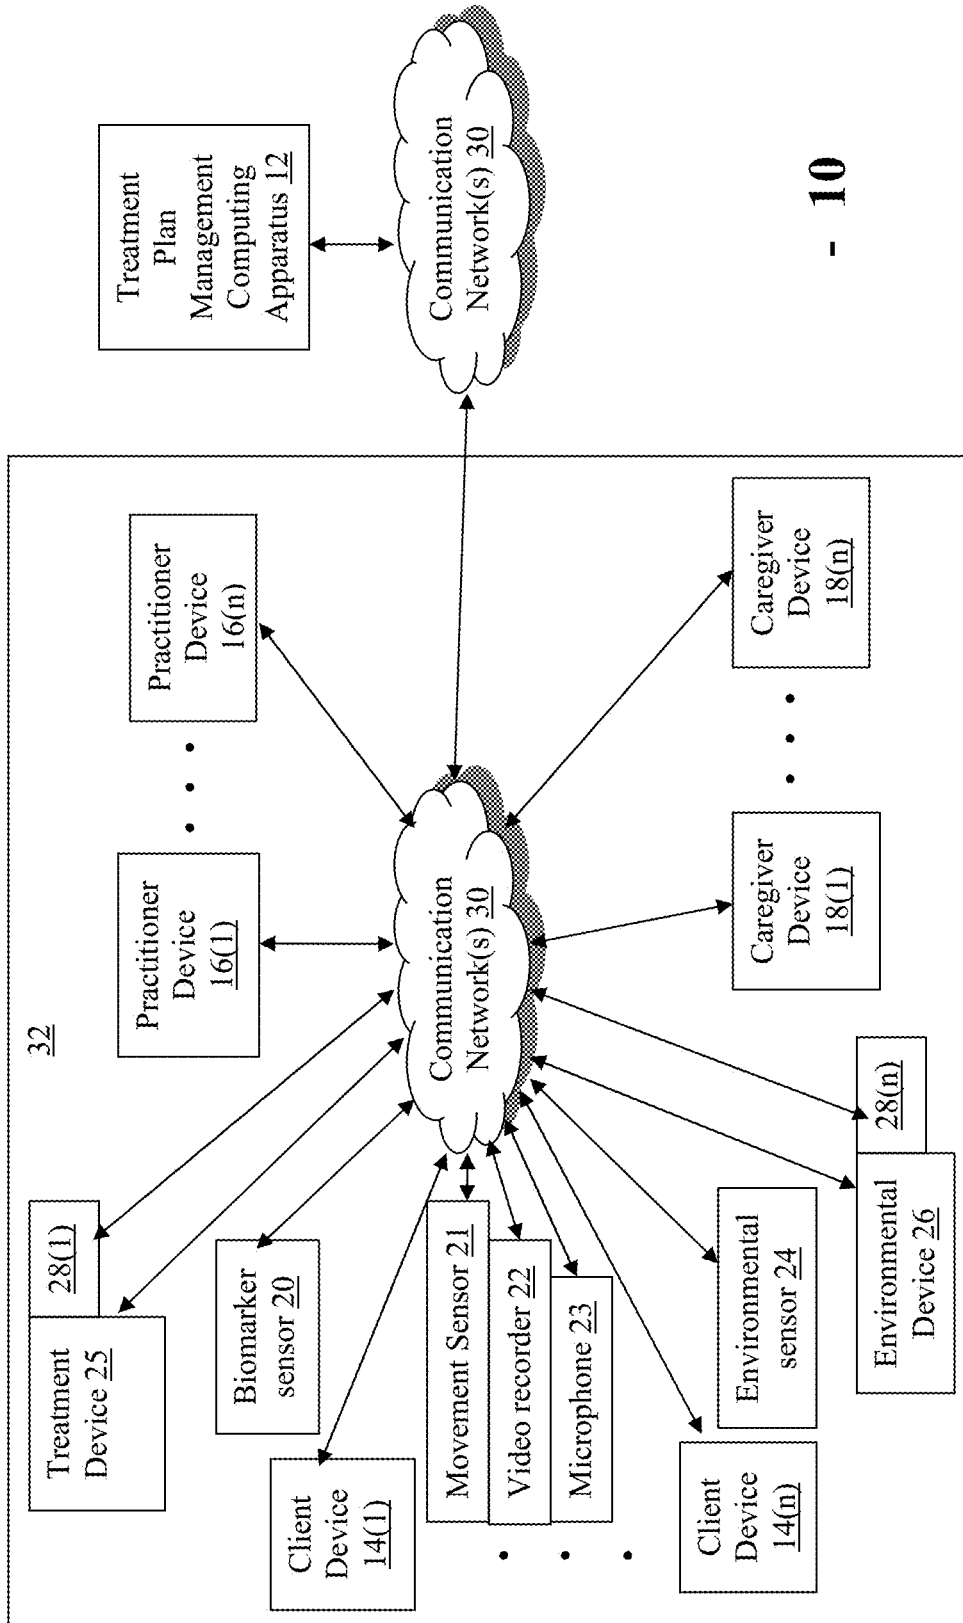 32
Treatment
Device 25
28(1)
Practitioner
Device
16(1)
Practitioner
Device
16(n)
Treatment
Plan
Management
Computing
Apparatus 12
Biomarker
sensor 20
Client
Device
14(1)
Movement Sensor 21
Video recorder 22
Microphone 23
Communication
Network(s) 30
Communication
Network(s) 30
Client
Device
14(n)
Environmental
sensor 24
Environmental
Device 26
28(n)
Caregiver
Device
18(1)
Caregiver
Device
18(n)
- 10